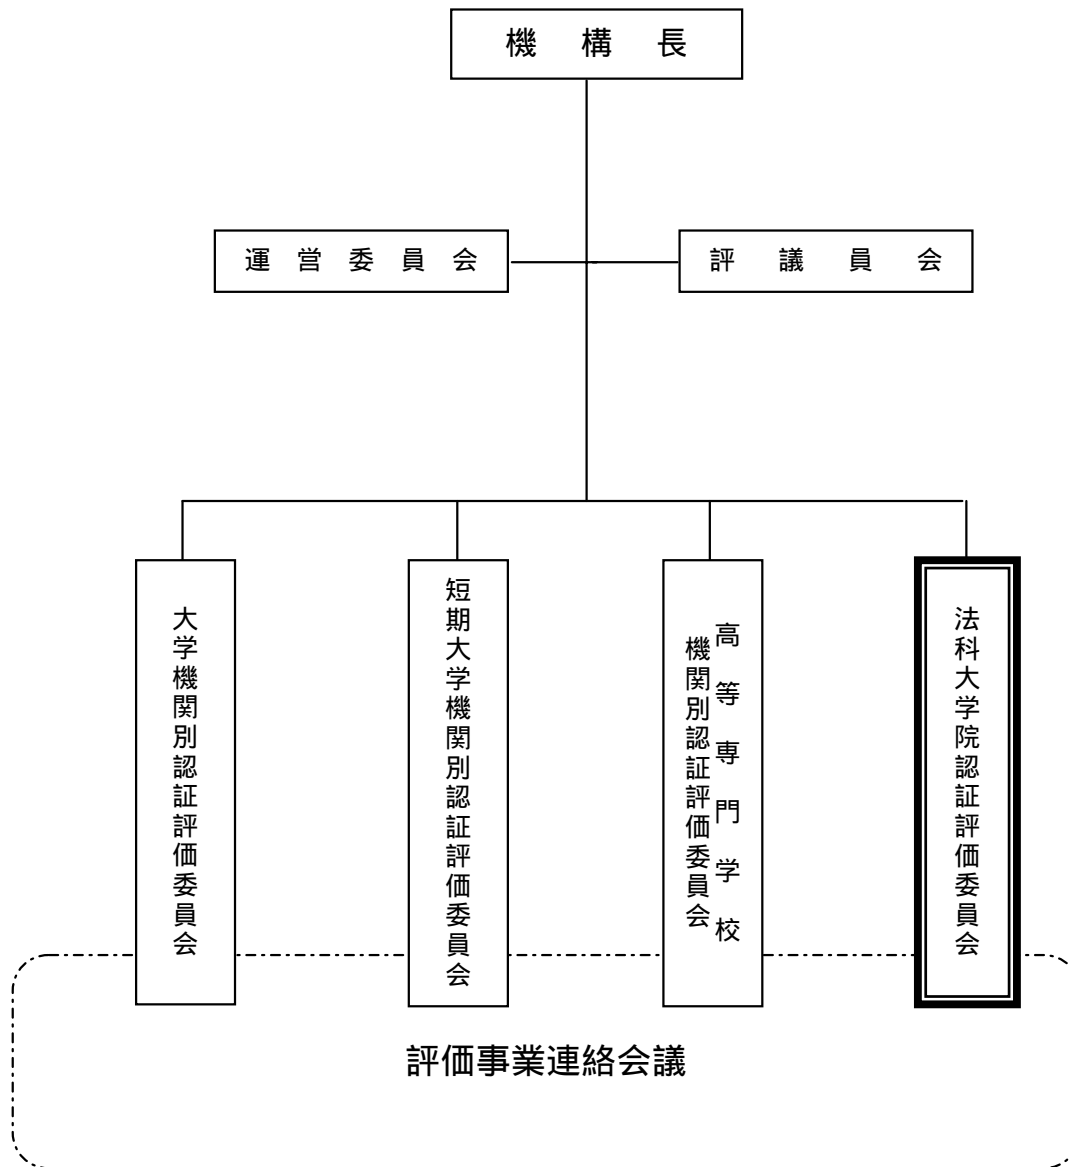 機構長
運営委員会
評議員会
大学機関別認証評価委員会
短期大学機関別認証評価委員会
高等専門学校
機関別認証評価委員会
法科大学院認証評価委員会
評価事業連絡会議